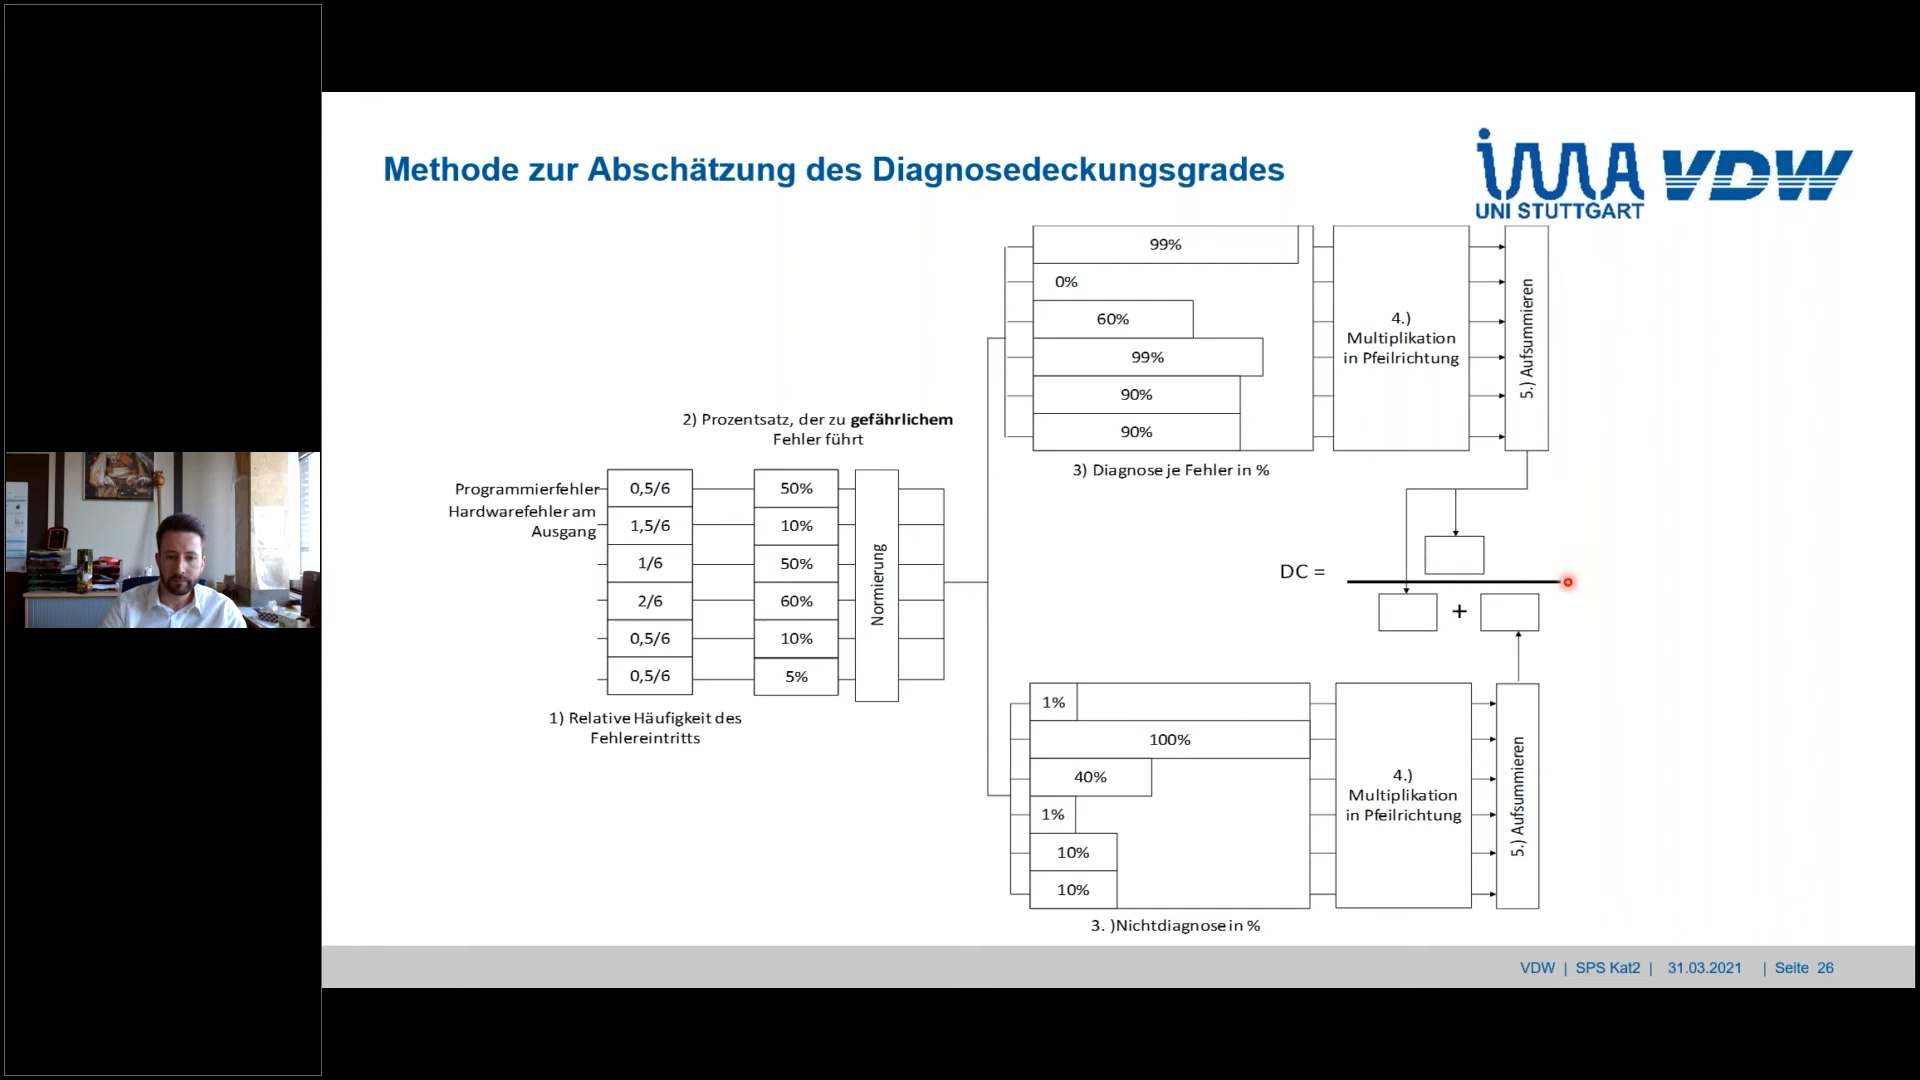 Methode zur Abschätzung des Diagnosedeckungsgrades
ima
UNI STUTTGART
VDW
99%
0%
60%
99%
90%
90%
3) Diagnose je Fehler in %
4.)
Multiplikation
in Pfeilrichtung
5.) Aufsummieren
2) Prozentsatz, der zu gefährlichem
Fehler führt
Programmierfehler
Hardwarefehler am
Ausgang
0,5/6
1,5/6
1/6
2/6
0,5/6
0,5/6
50%
10%
50%
60%
10%
5%
Normierung
1) Relative Häufigkeit des
Fehlereintritts
DC =
+
1%
100%
40%
1%
10%
10%
3. )Nichtdiagnose in %
4.)
Multiplikation
in Pfeilrichtung
5.) Aufsummieren
VDW | SPS Kat2 | 31.03.2021 | Seite 26